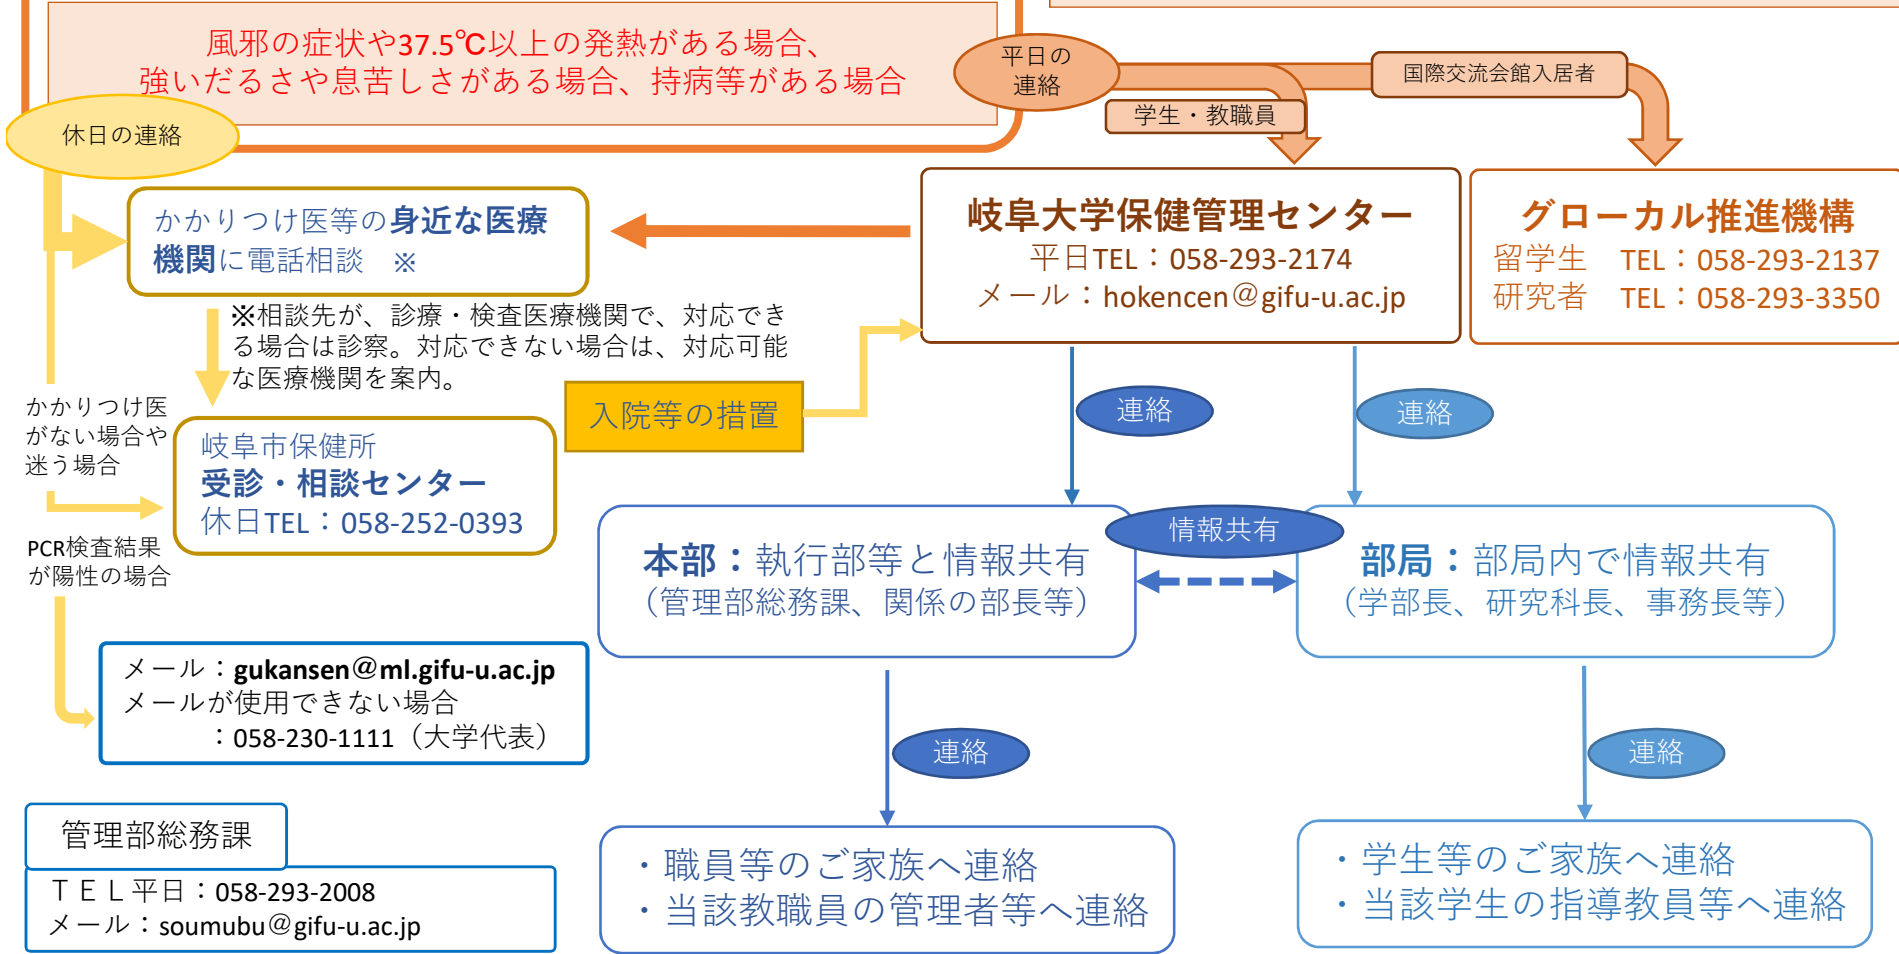 風邪の症状や37.5℃以上の発熱がある場合、
強いだるさや息苦しさがある場合、持病等がある場合
平日の
連絡
国際交流会館入居者
学生・教職員
休日の連絡
かかりつけ医等の身近な医療
機関に電話相談　※
岐阜大学保健管理センター
平日TEL：058-293-2174
メール：hokencen@gifu-u.ac.jp
グローカル推進機構
留学生　TEL：058-293-2137
研究者　TEL：058-293-3350
※相談先が、診療・検査医療機関で、対応でき
る場合は診察。対応できない場合は、対応可能
な医療機関を案内。
かかりつけ医
がない場合や
迷う場合
入院等の措置
連絡
連絡
岐阜市保健所
受診・相談センター
休日TEL：058-252-0393
PCR検査結果
が陽性の場合
情報共有
本部：執行部等と情報共有
（管理部総務課、関係の部長等）
部局：部局内で情報共有
（学部長、研究科長、事務長等）
メール：gukansen@ml.gifu-u.ac.jp
メールが使用できない場合
：058-230-1111（大学代表）
連絡
連絡
管理部総務課
ＴＥＬ平日：058-293-2008
メール：soumubu@gifu-u.ac.jp
・職員等のご家族へ連絡
・当該教職員の管理者等へ連絡
・学生等のご家族へ連絡
・当該学生の指導教員等へ連絡